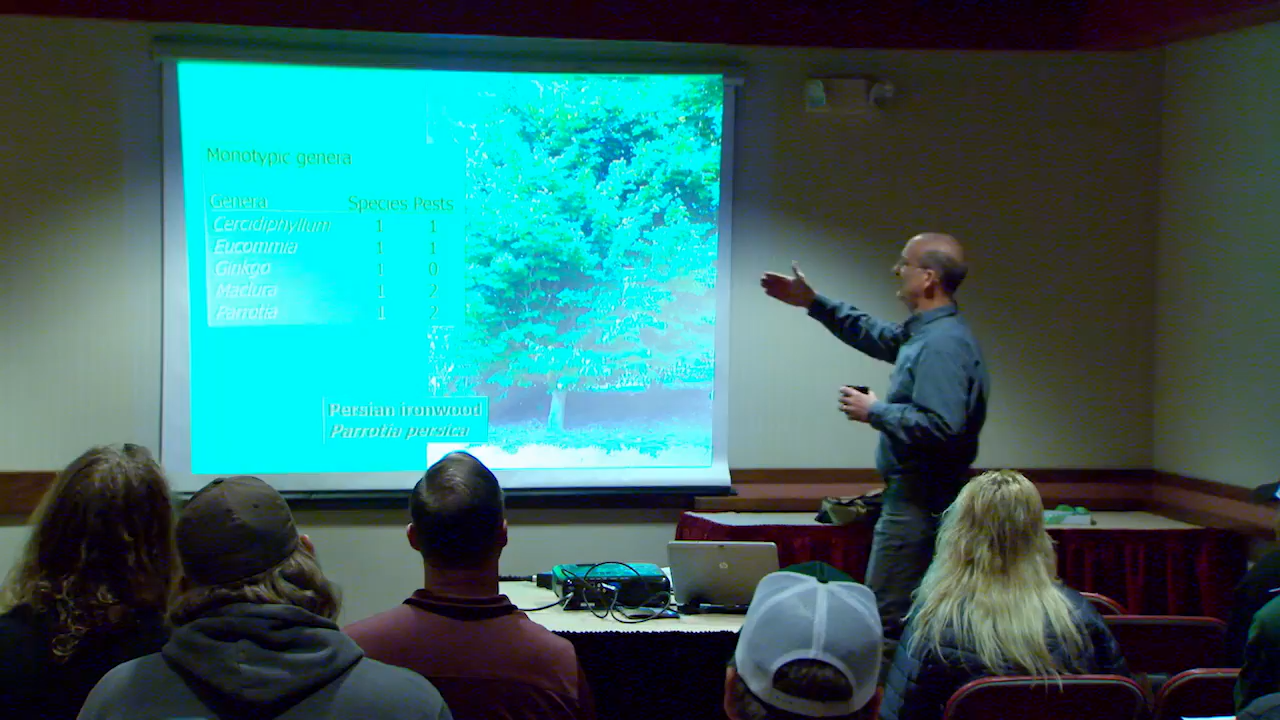 Monotypic genera
Genera Species Pests
Cercidiphyllum 1 1
Eucommia 1 1
Ginkgo 1 0
Maclura 1 2
Parrotia 1 2
Persian ironwood
Parrotia persica